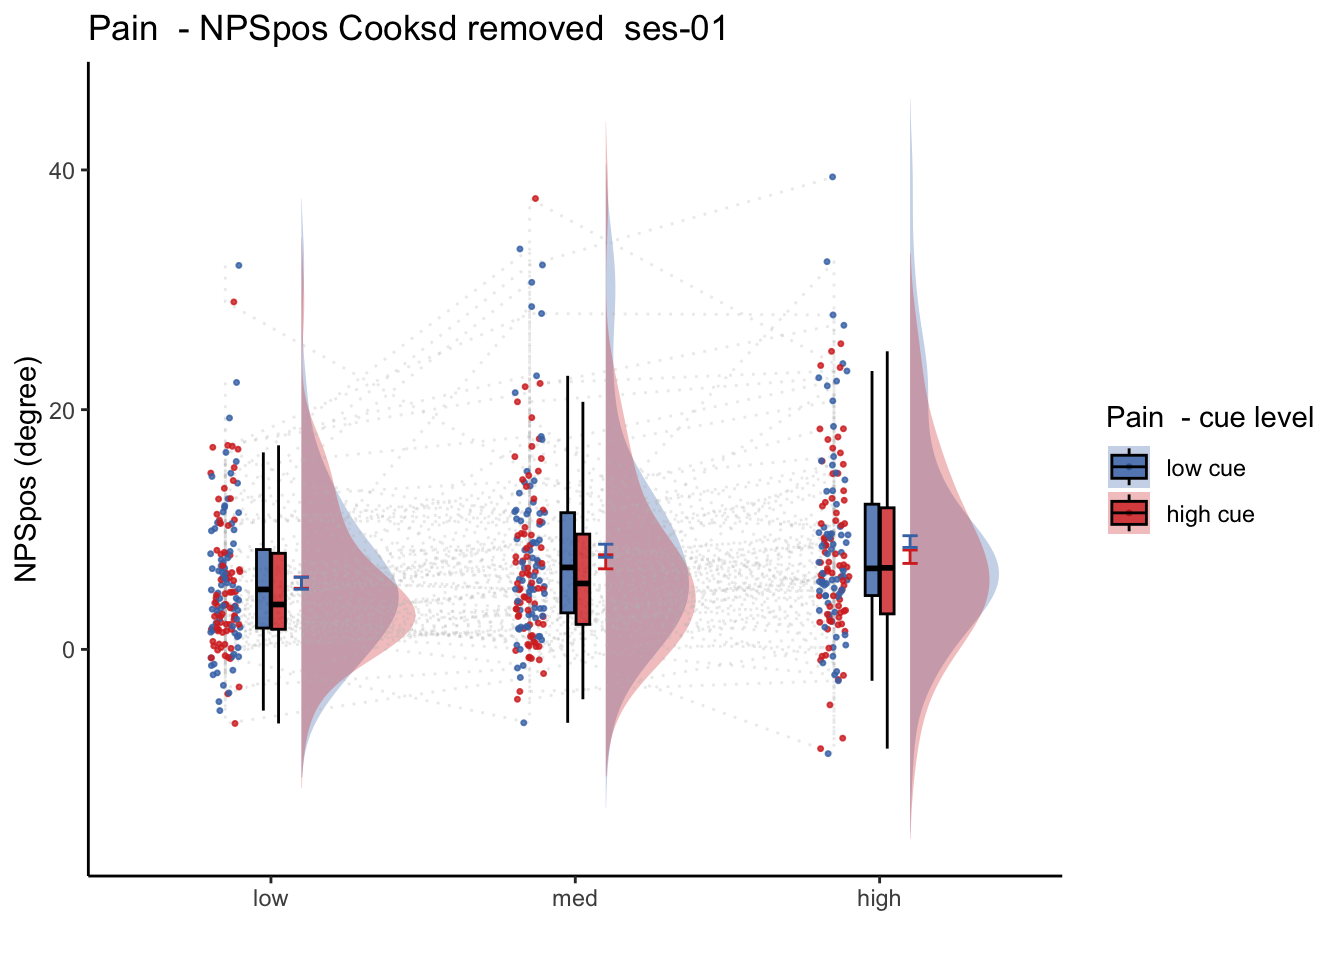 Pain  - NPSpos Cooksd removed  ses-01
NPSpos (degree)
40
20
0
low
med
high
Pain  - cue level
low cue
high cue